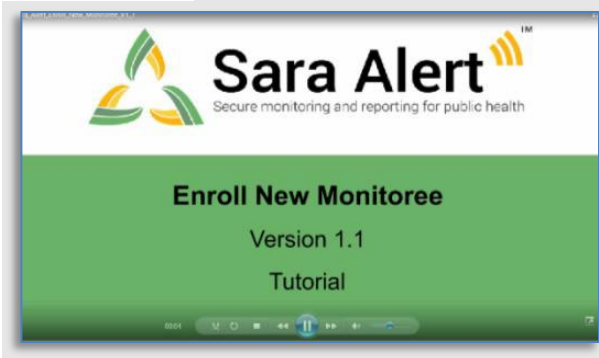 Sara Alert
TM
Secure monitoring and reporting for public health
Enroll New Monitoree
Version 1.1
Tutorial